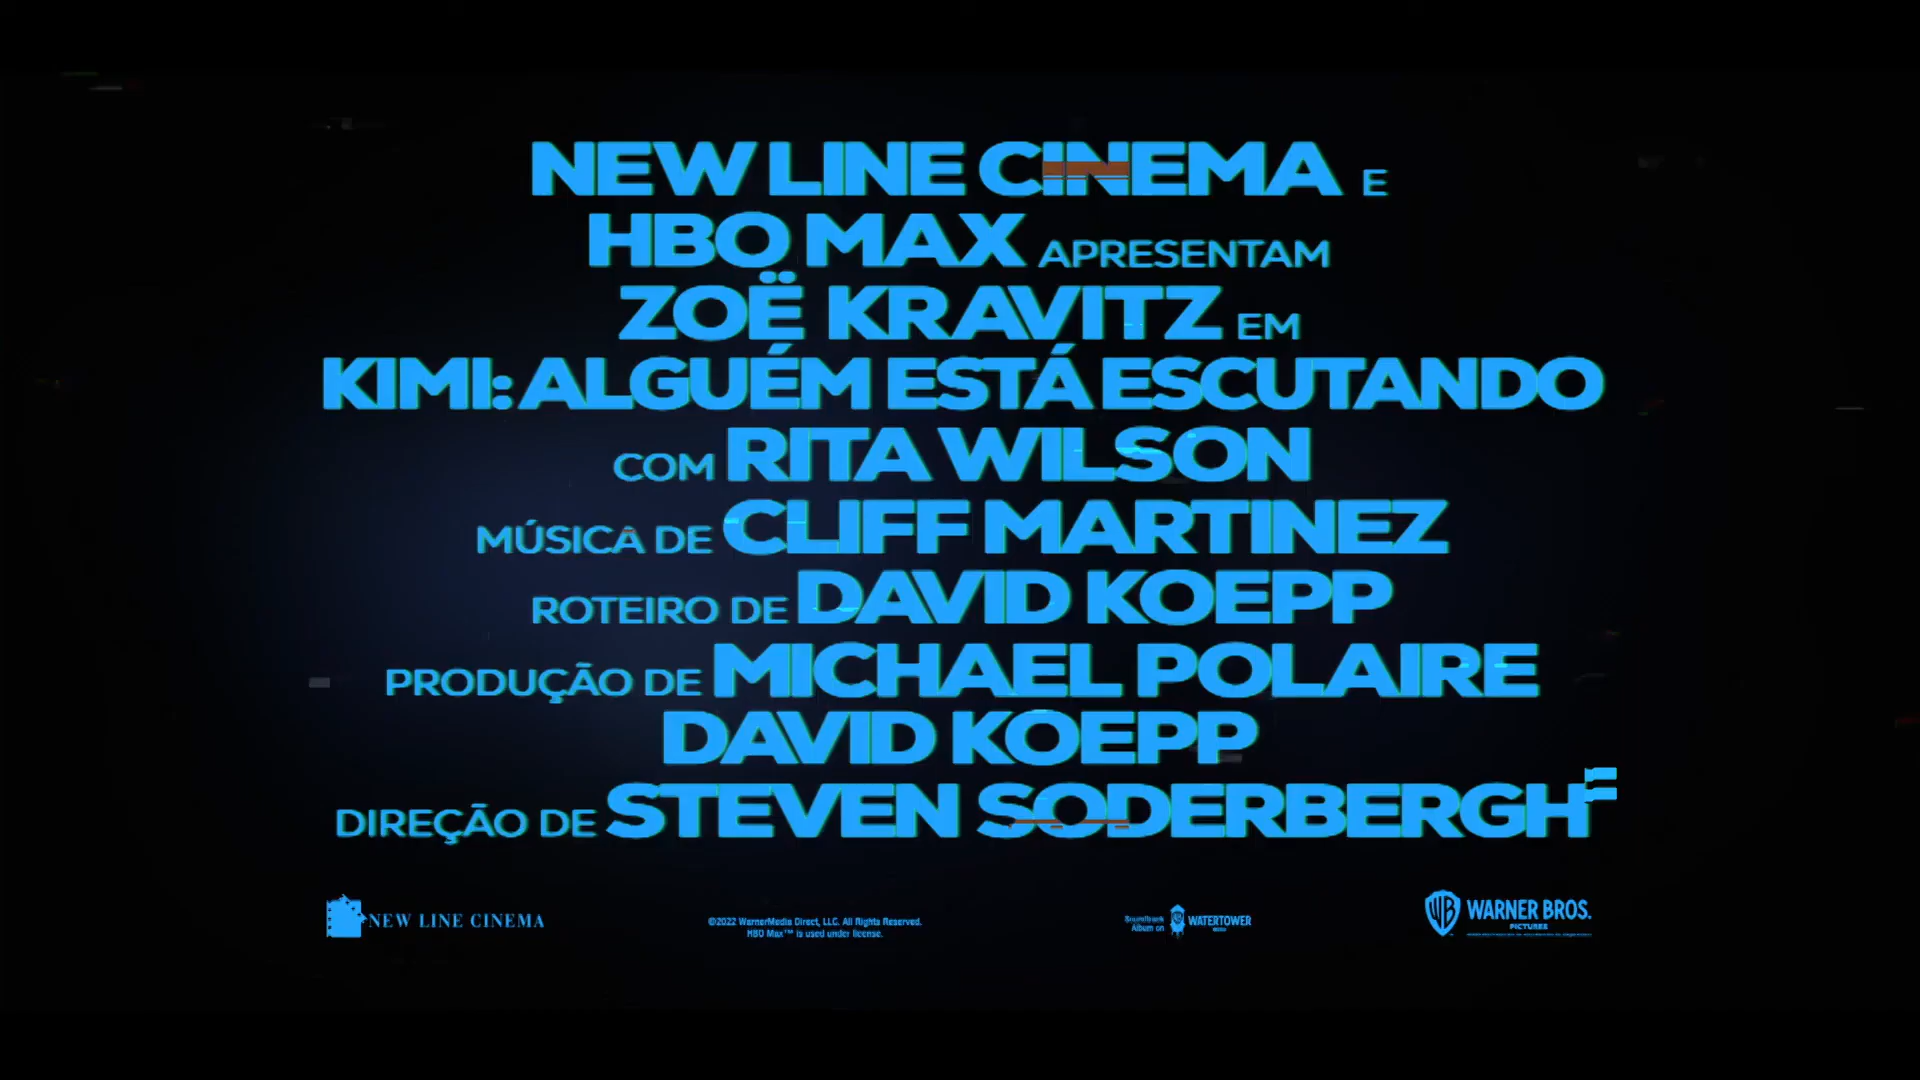 NEW LINE CINEMA E
HBO MAX APRESENTAM
ZOË KRAVITZ EM
KIMI: ALGUÉM ESTÁ ESCUTANDO
COM RITA WILSON
MÚSICA DE CLIFF MARTINEZ
ROTEIRO DE DAVID KOEPP
PRODUÇÃO DE MICHAEL POLAIRE
DAVID KOEPP
DIREÇÃO DE STEVEN SODERBERGH
NEW LINE CINEMA
©2022 WarnerMedia Direct, LLC. All Rights Reserved.
HBO Max™ is used under license.
Soundtrack
Album on
WATERTOWER
MUSIC
WARNER BROS.
PICTURES